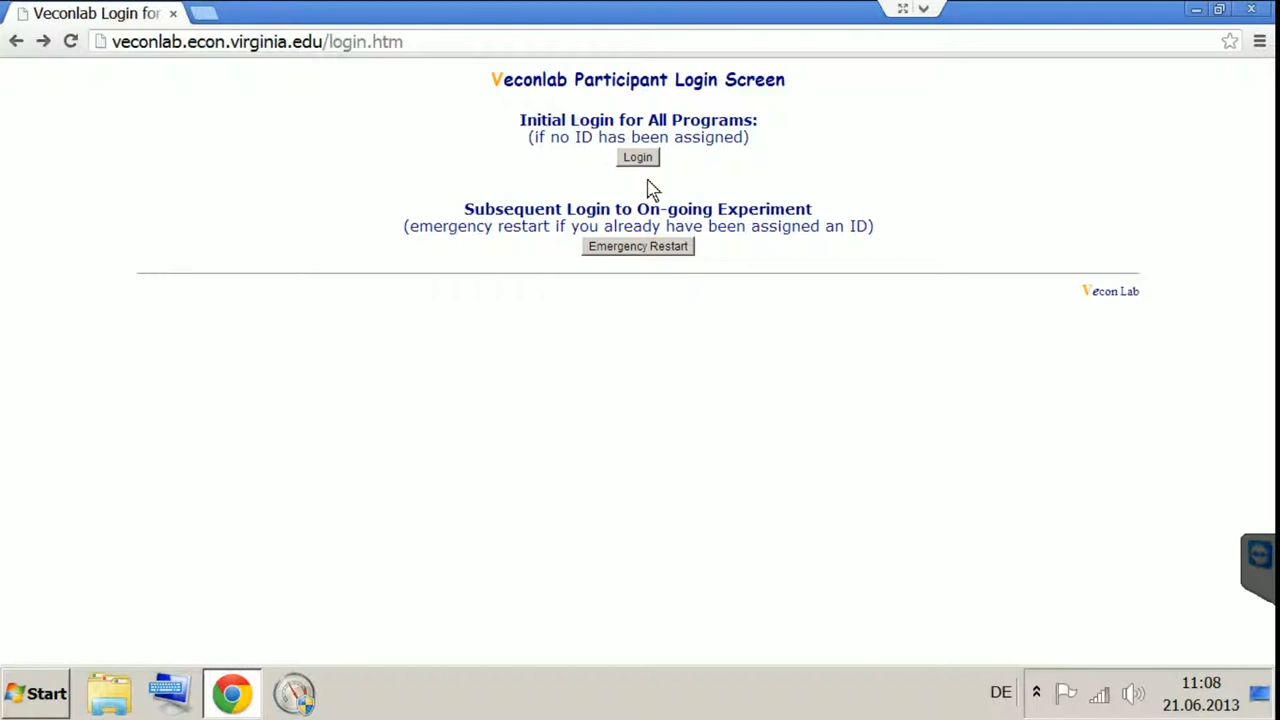 Veconlab Login for
veconlab.econ.virginia.edu/login.htm
Veconlab Participant Login Screen
Initial Login for All Programs:
(if no ID has been assigned)
Login
Subsequent Login to On-going Experiment
(emergency restart if you already have been assigned an ID)
Emergency Restart
Vecon Lab
Start
DE
11:08
21.06.2013